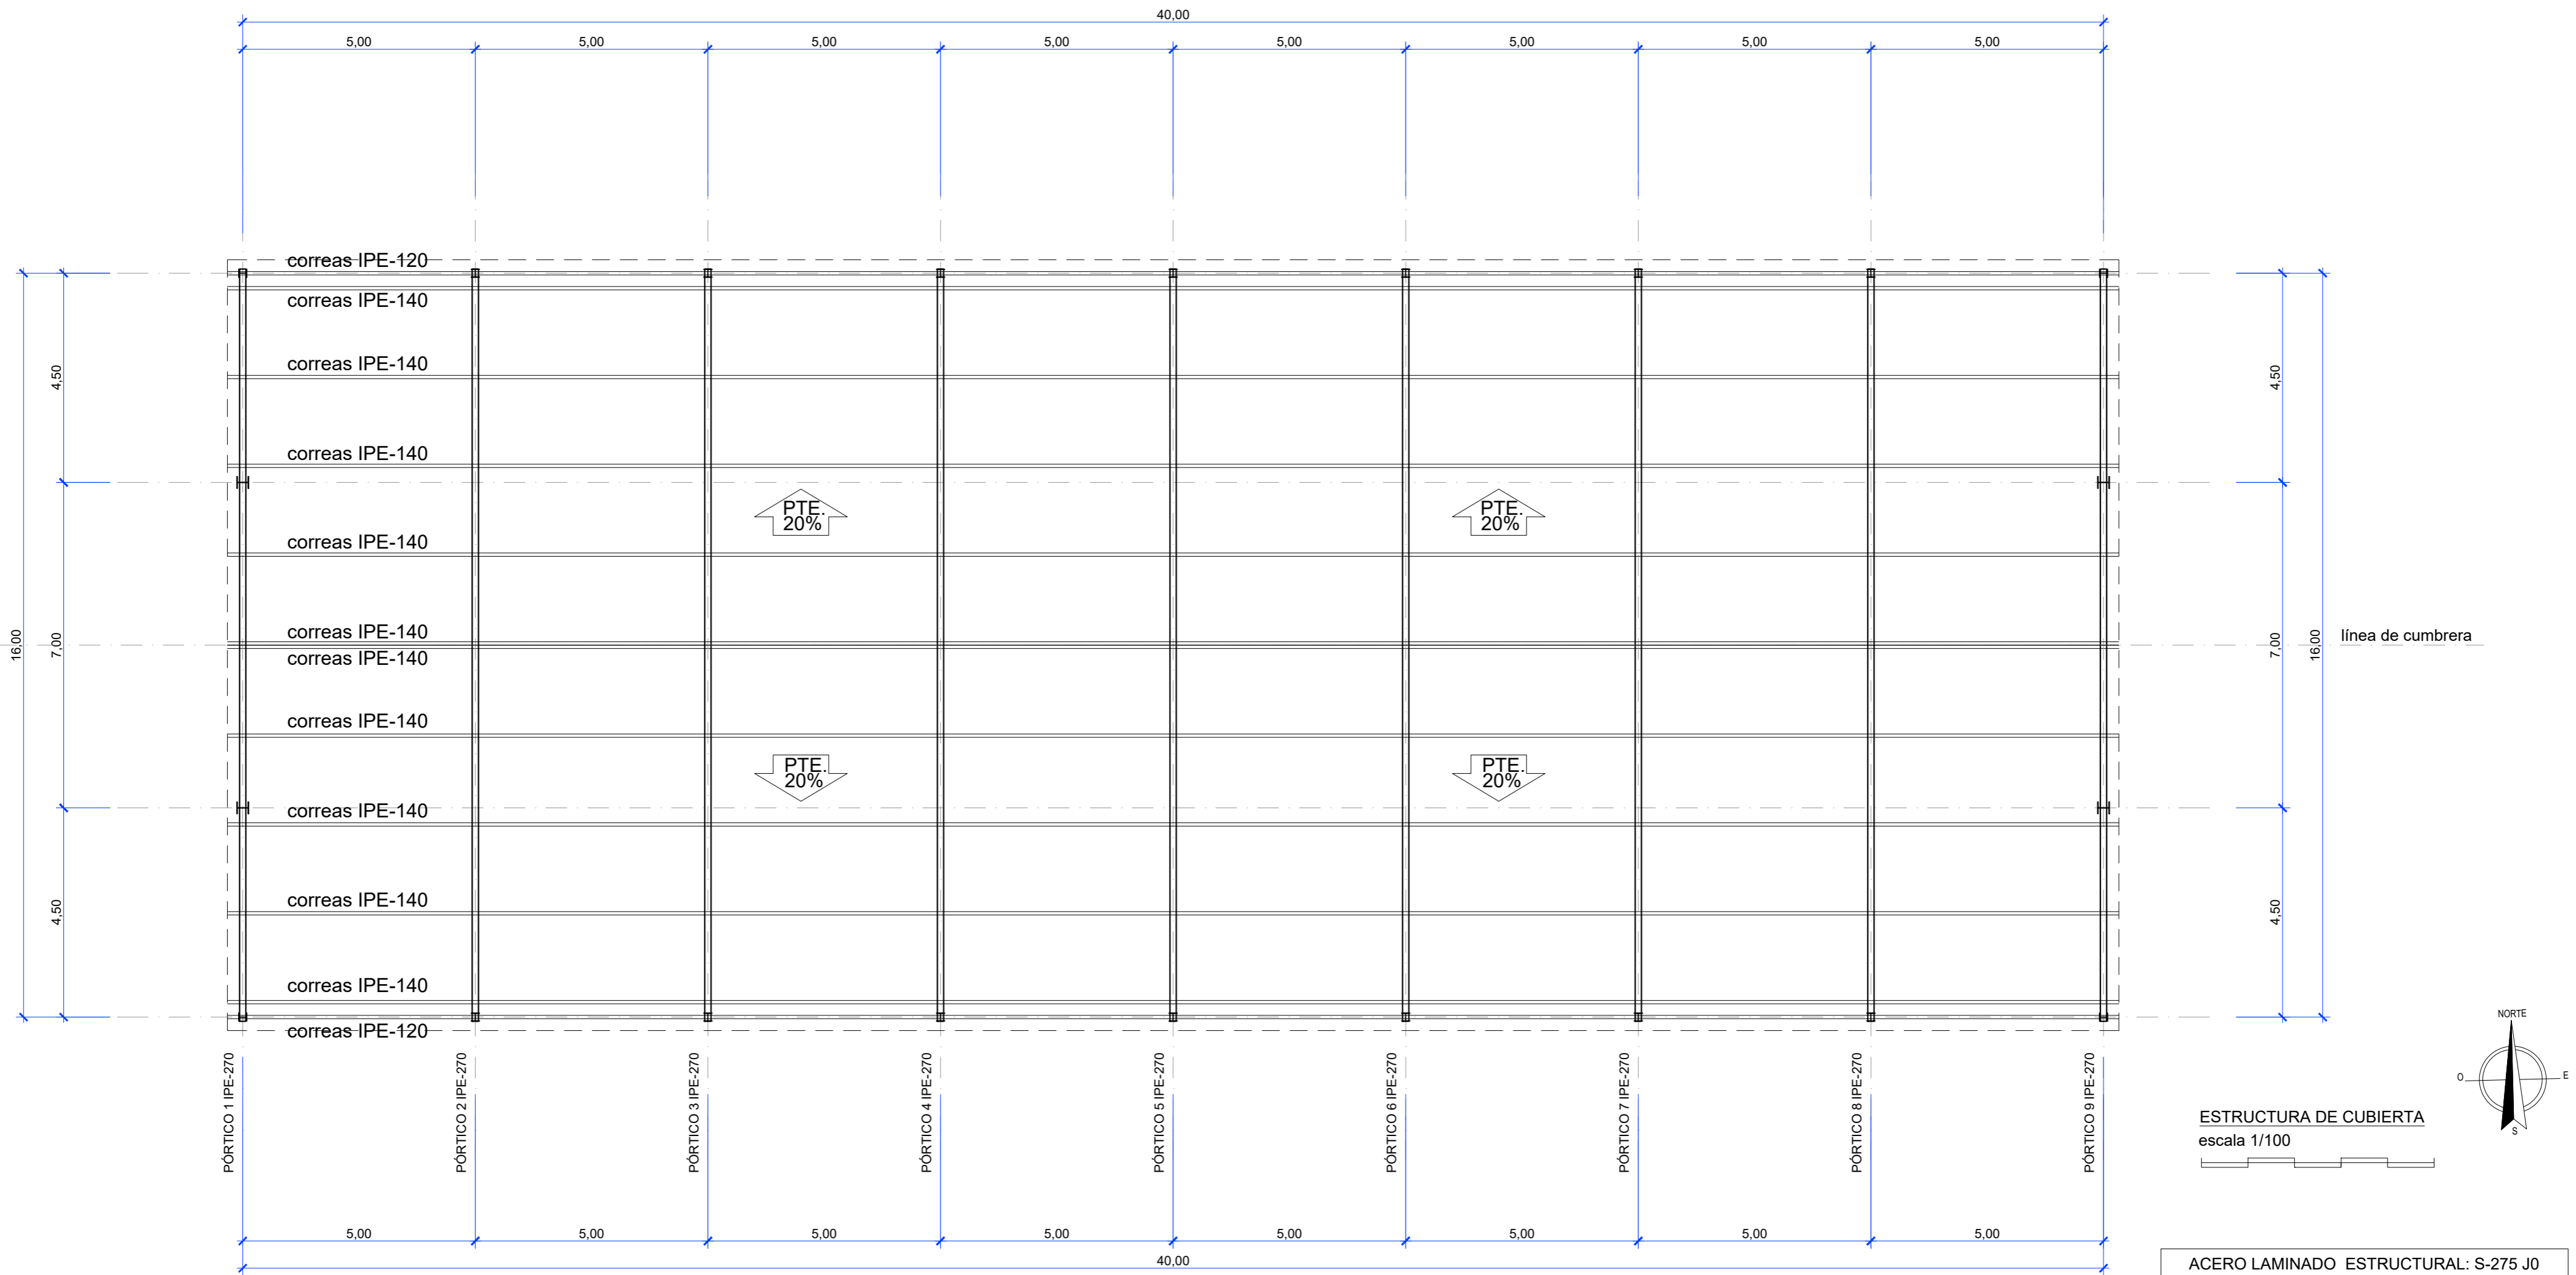 40,00
5,00 5,00 5,00 5,00 5,00 5,00 5,00 5,00
correas IPE-120
correas IPE-140
correas IPE-140
4,50
4,50
correas IPE-140
PTE.
20%
PTE.
20%
correas IPE-140
correas IPE-140
16,00
7,00
7,00
16,00
línea de cumbrera
correas IPE-140
correas IPE-140
PTE.
20%
PTE.
20%
correas IPE-140
correas IPE-140
4,50
4,50
correas IPE-140
correas IPE-120
PÓRTICO 1 IPE-270
PÓRTICO 2 IPE-270
PÓRTICO 3 IPE-270
PÓRTICO 4 IPE-270
PÓRTICO 5 IPE-270
PÓRTICO 6 IPE-270
PÓRTICO 7 IPE-270
PÓRTICO 8 IPE-270
PÓRTICO 9 IPE-270
NORTE
O
E
S
ESTRUCTURA DE CUBIERTA
escala 1/100
5,00 5,00 5,00 5,00 5,00 5,00 5,00 5,00
40,00
ACERO LAMINADO ESTRUCTURAL: S-275 J0